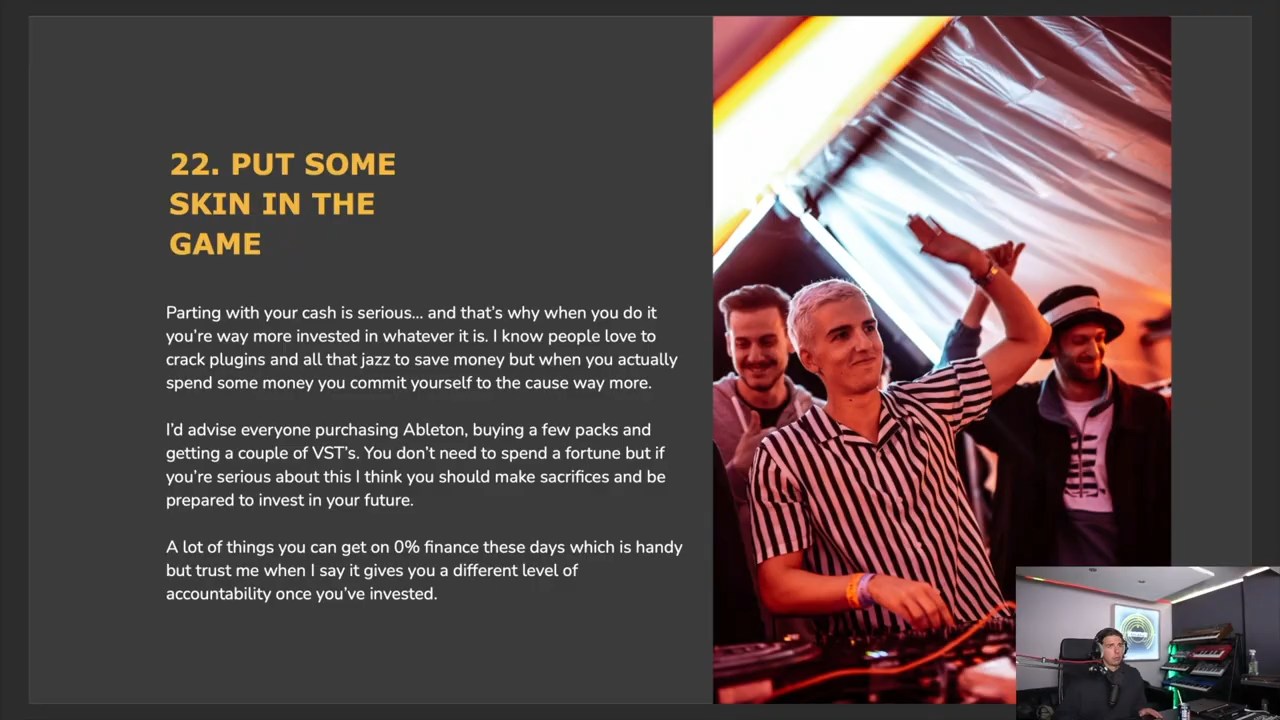 22. PUT SOME
SKIN IN THE
GAME
Parting with your cash is serious... and that's why when you do it
you're way more invested in whatever it is. I know people love to
crack plugins and all that jazz to save money but when you actually
spend some money you commit yourself to the cause way more.
I'd advise everyone purchasing Ableton, buying a few packs and
getting a couple of VST's. You don't need to spend a fortune but if
you're serious about this I think you should make sacrifices and be
prepared to invest in your future.
A lot of things you can get on 0% finance these days which is handy
but trust me when I say it gives you a different level of
accountability once you've invested.